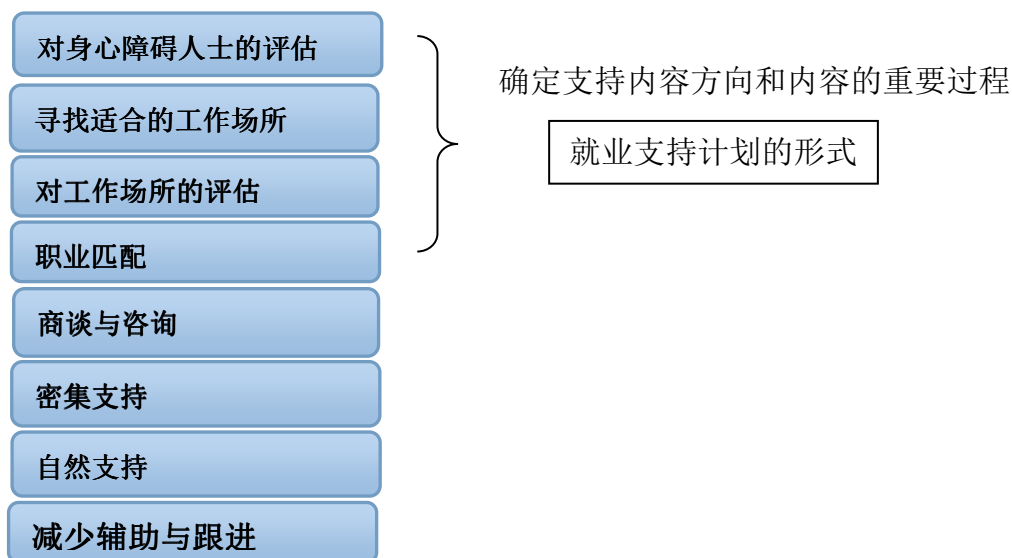 对身心障碍人士的评估
寻找适合的工作场所
对工作场所的评估
职业匹配
商谈与咨询
密集支持
自然支持
减少辅助与跟进
确定支持内容方向和内容的重要过程
就业支持计划的形式